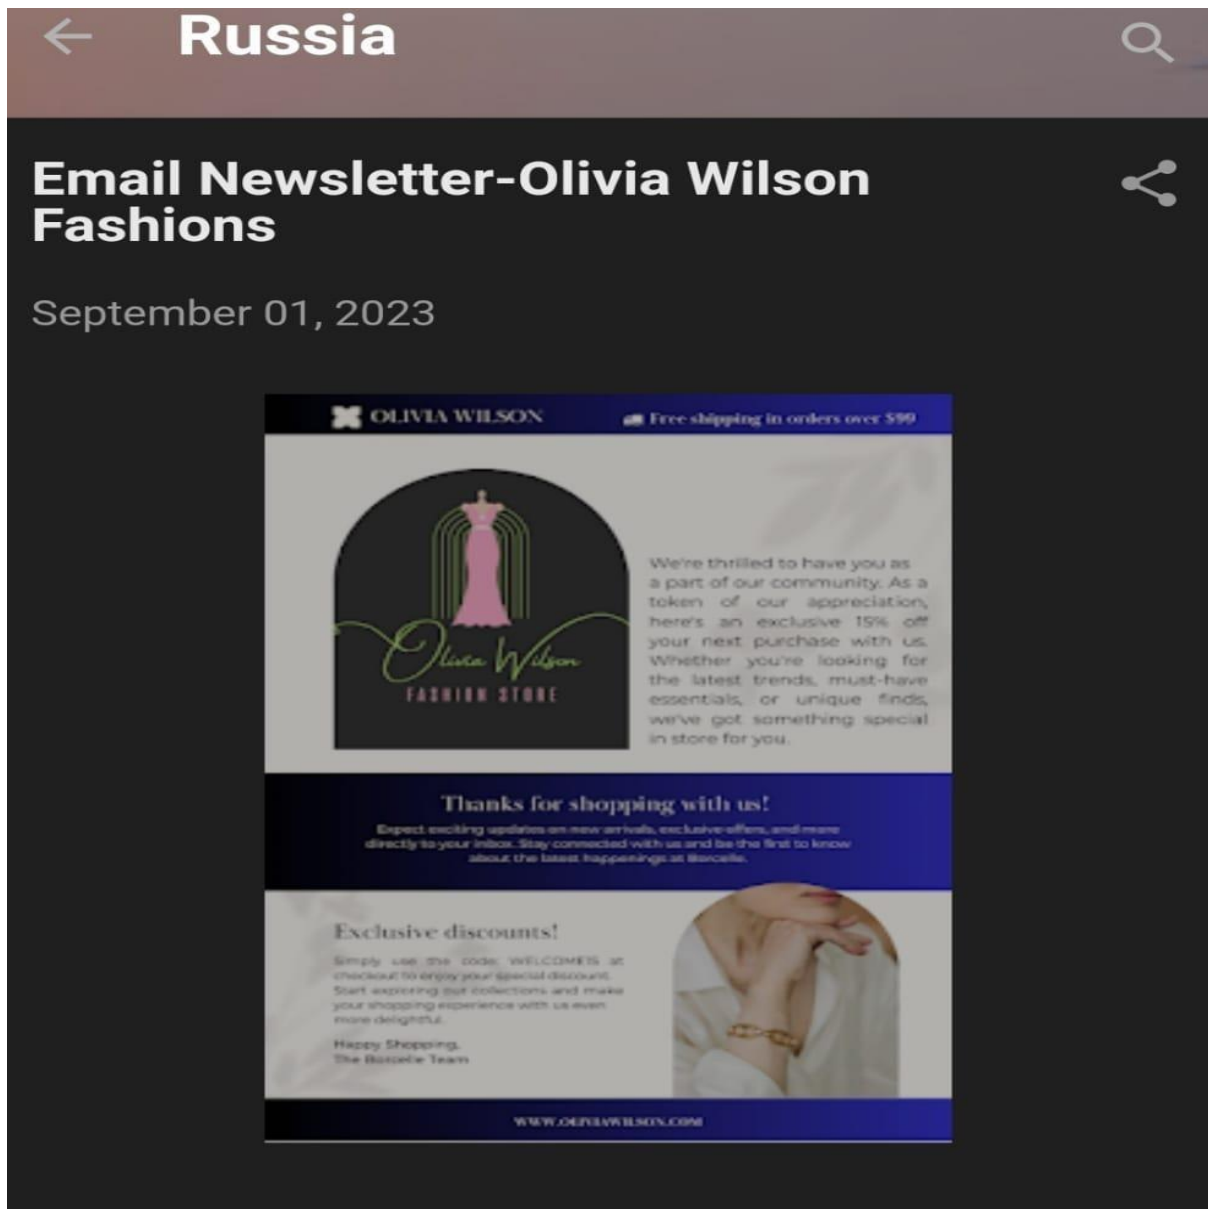 Russia
Email Newsletter-Olivia Wilson
Fashions
September 01, 2023
OLIVIA WILSON
Free shipping in orders over $99
Olivia Wilson
FASHION STORE
We're thrilled to have you as
a part of our community. As a
token of our appreciation,
here's an exclusive 15% off
your next purchase with us.
Whether you're looking for
the latest trends, must-have
essentials, or unique finds,
we've got something special
in store for you.
Thanks for shopping with us!
Expect exciting updates on new arrivals, exclusive offers, and more
directly to your inbox. Stay connected with us and be the first to know
about the latest happenings at Borcelle.
Exclusive discounts!
Simply use the code: WELCOME15 at
checkout to enjoy your special discount.
Start exploring our collections and make
your shopping experience with us even
more delightful.
Happy Shopping,
The Borcelle Team
WWW.OLIVIAWILSON.COM